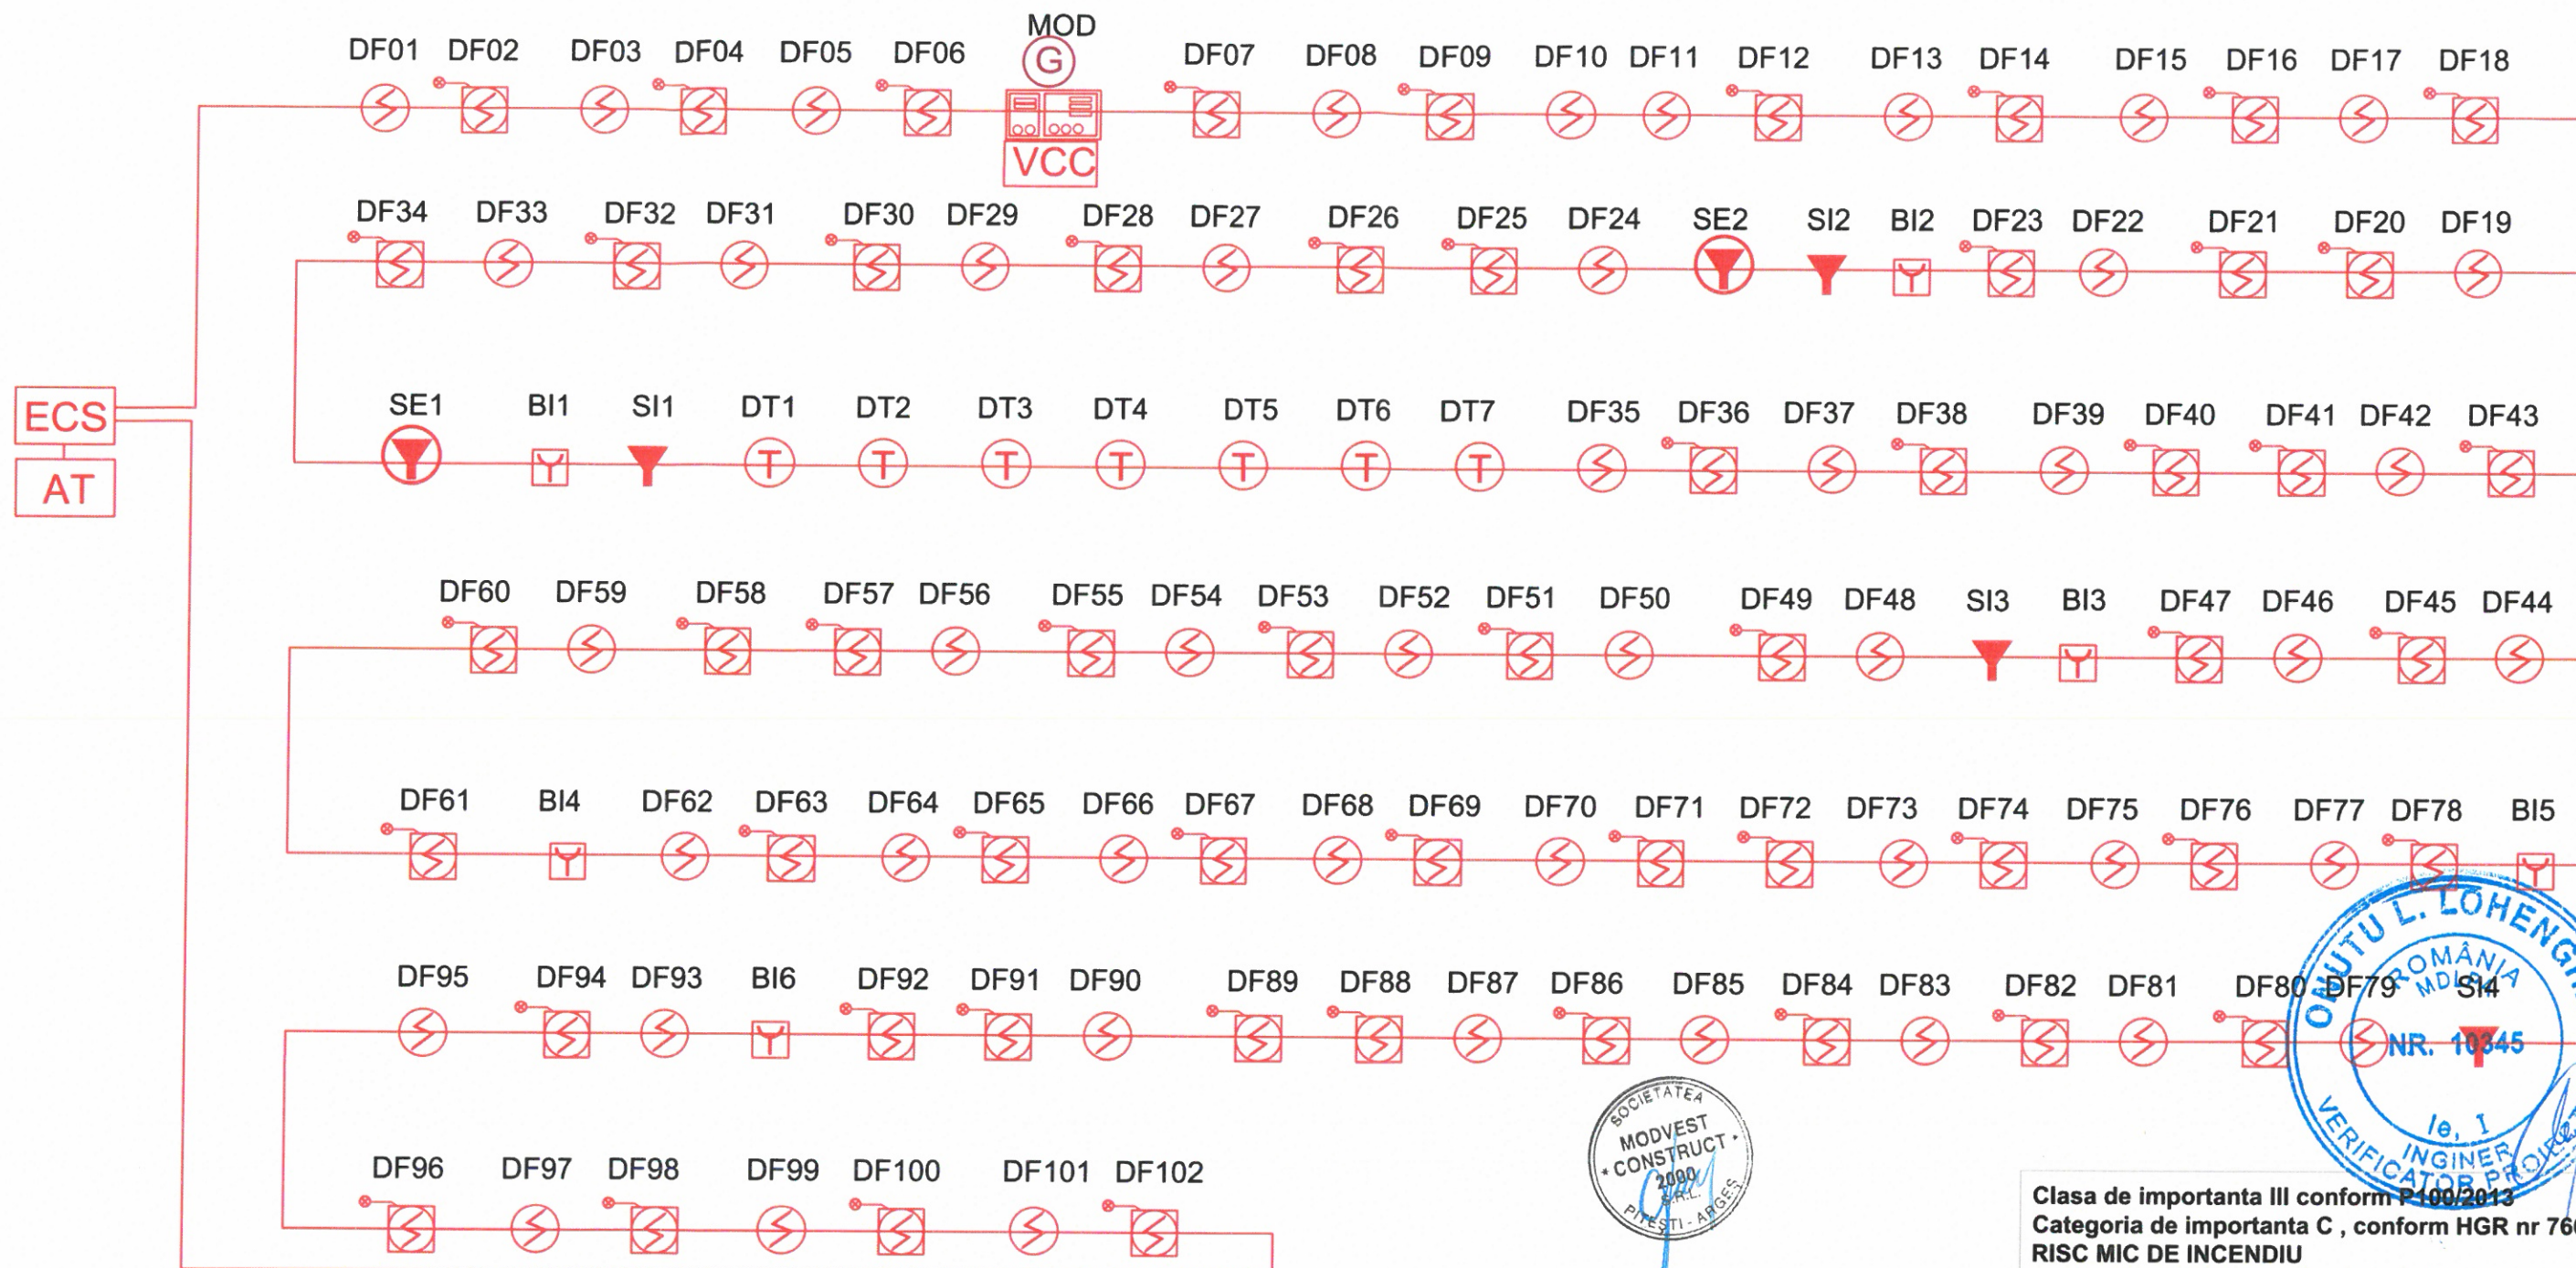 MOD
DF01 DF02 DF03 DF04 DF05 DF06 G DF07 DF08 DF09 DF10 DF11 DF12 DF13 DF14 DF15 DF16 DF17 DF18
VCC
DF34 DF33 DF32 DF31 DF30 DF29 DF28 DF27 DF26 DF25 DF24 SE2 SI2 BI2 DF23 DF22 DF21 DF20 DF19
ECS
AT
SE1 BI1 SI1 DT1 DT2 DT3 DT4 DT5 DT6 DT7 DF35 DF36 DF37 DF38 DF39 DF40 DF41 DF42 DF43
T T T T T T T
DF60 DF59 DF58 DF57 DF56 DF55 DF54 DF53 DF52 DF51 DF50 DF49 DF48 SI3 BI3 DF47 DF46 DF45 DF44
DF61 BI4 DF62 DF63 DF64 DF65 DF66 DF67 DF68 DF69 DF70 DF71 DF72 DF73 DF74 DF75 DF76 DF77 DF78 BI5
DF95 DF94 DF93 BI6 DF92 DF91 DF90 DF89 DF88 DF87 DF86 DF85 DF84 DF83 DF82 DF81 DF80 DF79 SI4
DF96 DF97 DF98 DF99 DF100 DF101 DF102
SOCIETATEA
MODVEST
* CONSTRUCT *
2000
S.R.L.
PITEȘTI - ARGEȘ
ONUTU L.
ROMÂNIA
MDLPA
NR. 10345
Ie, I
INGINER
VERIFICATOR
Clasa de importanta III conform P100/2013
Categoria de importanta C , conform HGR nr
RISC MIC DE INCENDIU